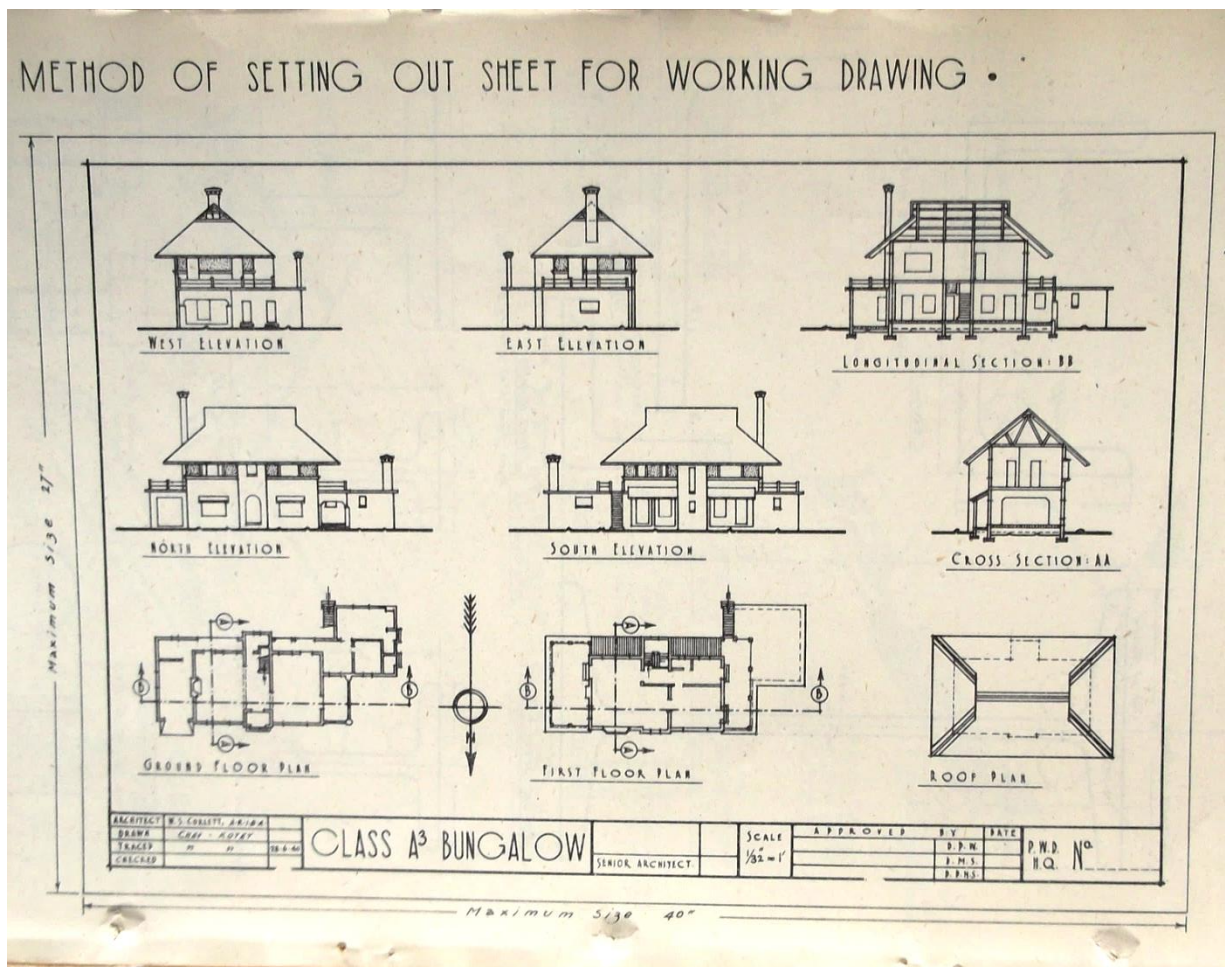 METHOD OF SETTING OUT SHEET FOR WORKING DRAWING •
WEST ELEVATION
EAST ELEVATION
LONGITUDINAL SECTION: BB
NORTH ELEVATION
SOUTH ELEVATION
CROSS SECTION: AA
Maximum Size 27"
A
A
B
B
B
B
A
A
N
GROUND FLOOR PLAN
FIRST FLOOR PLAN
ROOF PLAN
ARCHITECT W.S. CORLETT, A.R.I.B.A
DRAWN
TRACED " "
CHECKED
CLASS A³ BUNGALOW
SENIOR ARCHITECT
SCALE
1/32" = 1'
APPROVED BY DATE
D.P.W.
D.M.S.
D.D.H.S.
P.W.D.
H.Q.
Nº
Maximum Size 40"